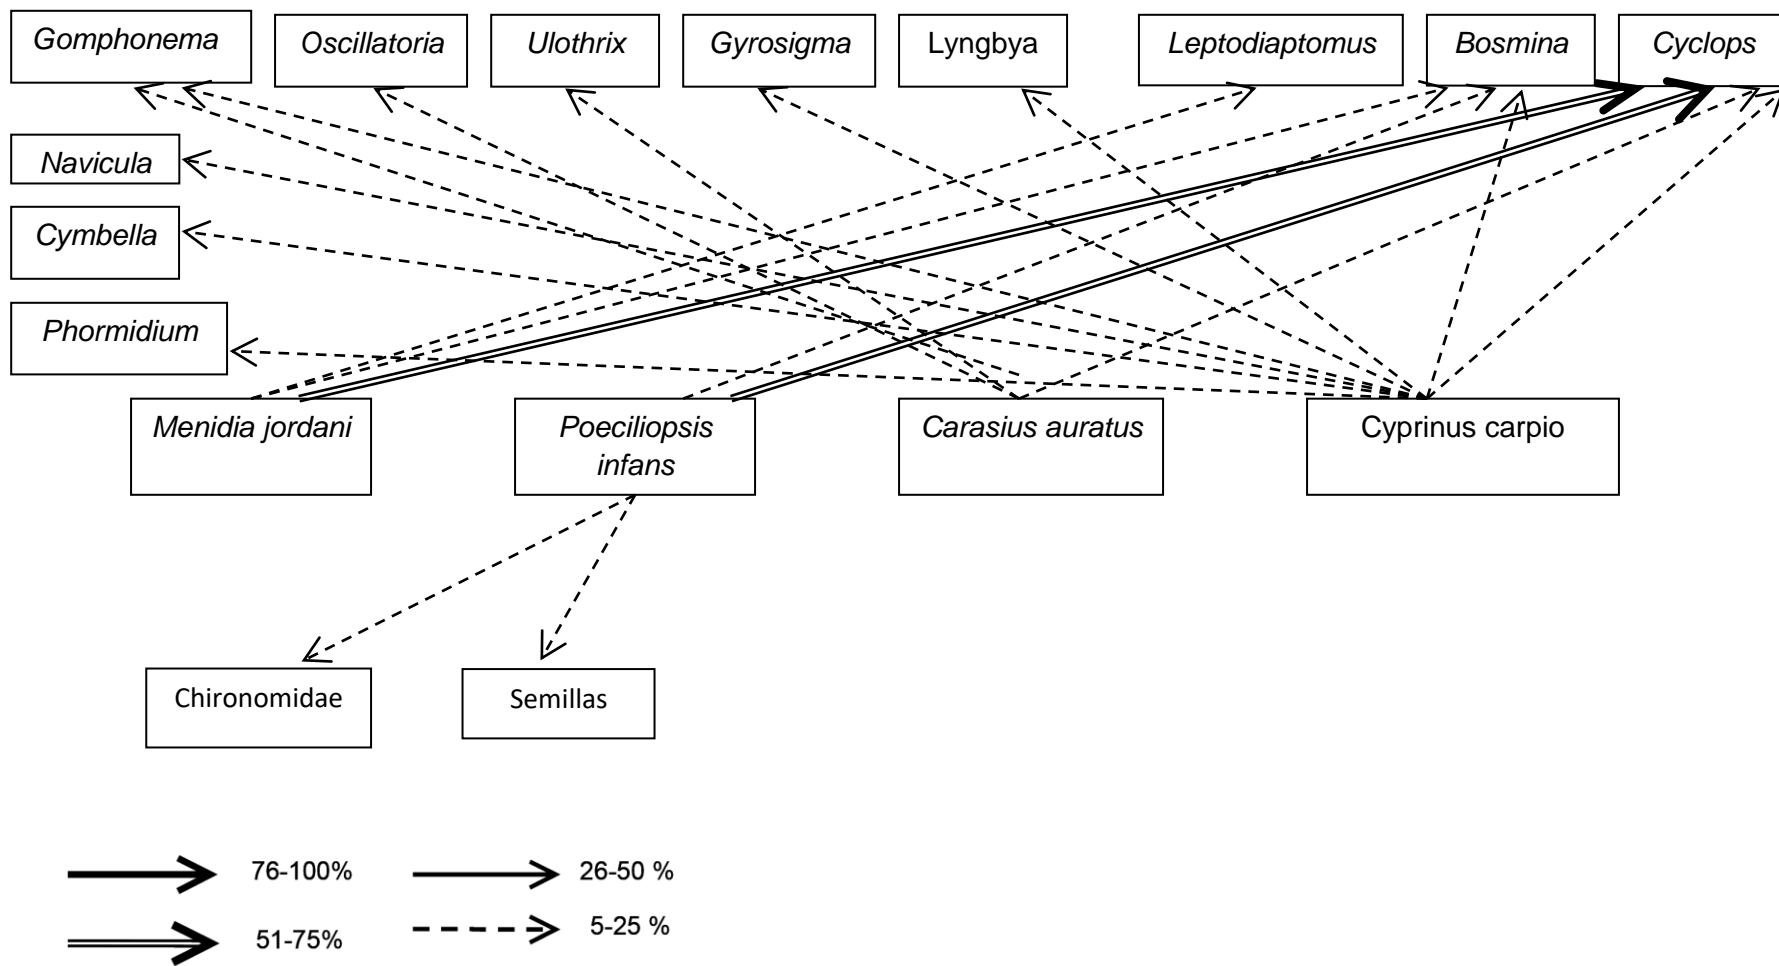 Gomphonema
Oscillatoria
Ulothrix
Gyrosigma
Lyngbya
Leptodiaptomus
Bosmina
Cyclops
Navicula
Cymbella
Phormidium
Menidia jordani
Poeciliopsis
infans
Carasius auratus
Cyprinus carpio
Chironomidae
Semillas
76-100%
26-50 %
51-75%
5-25 %